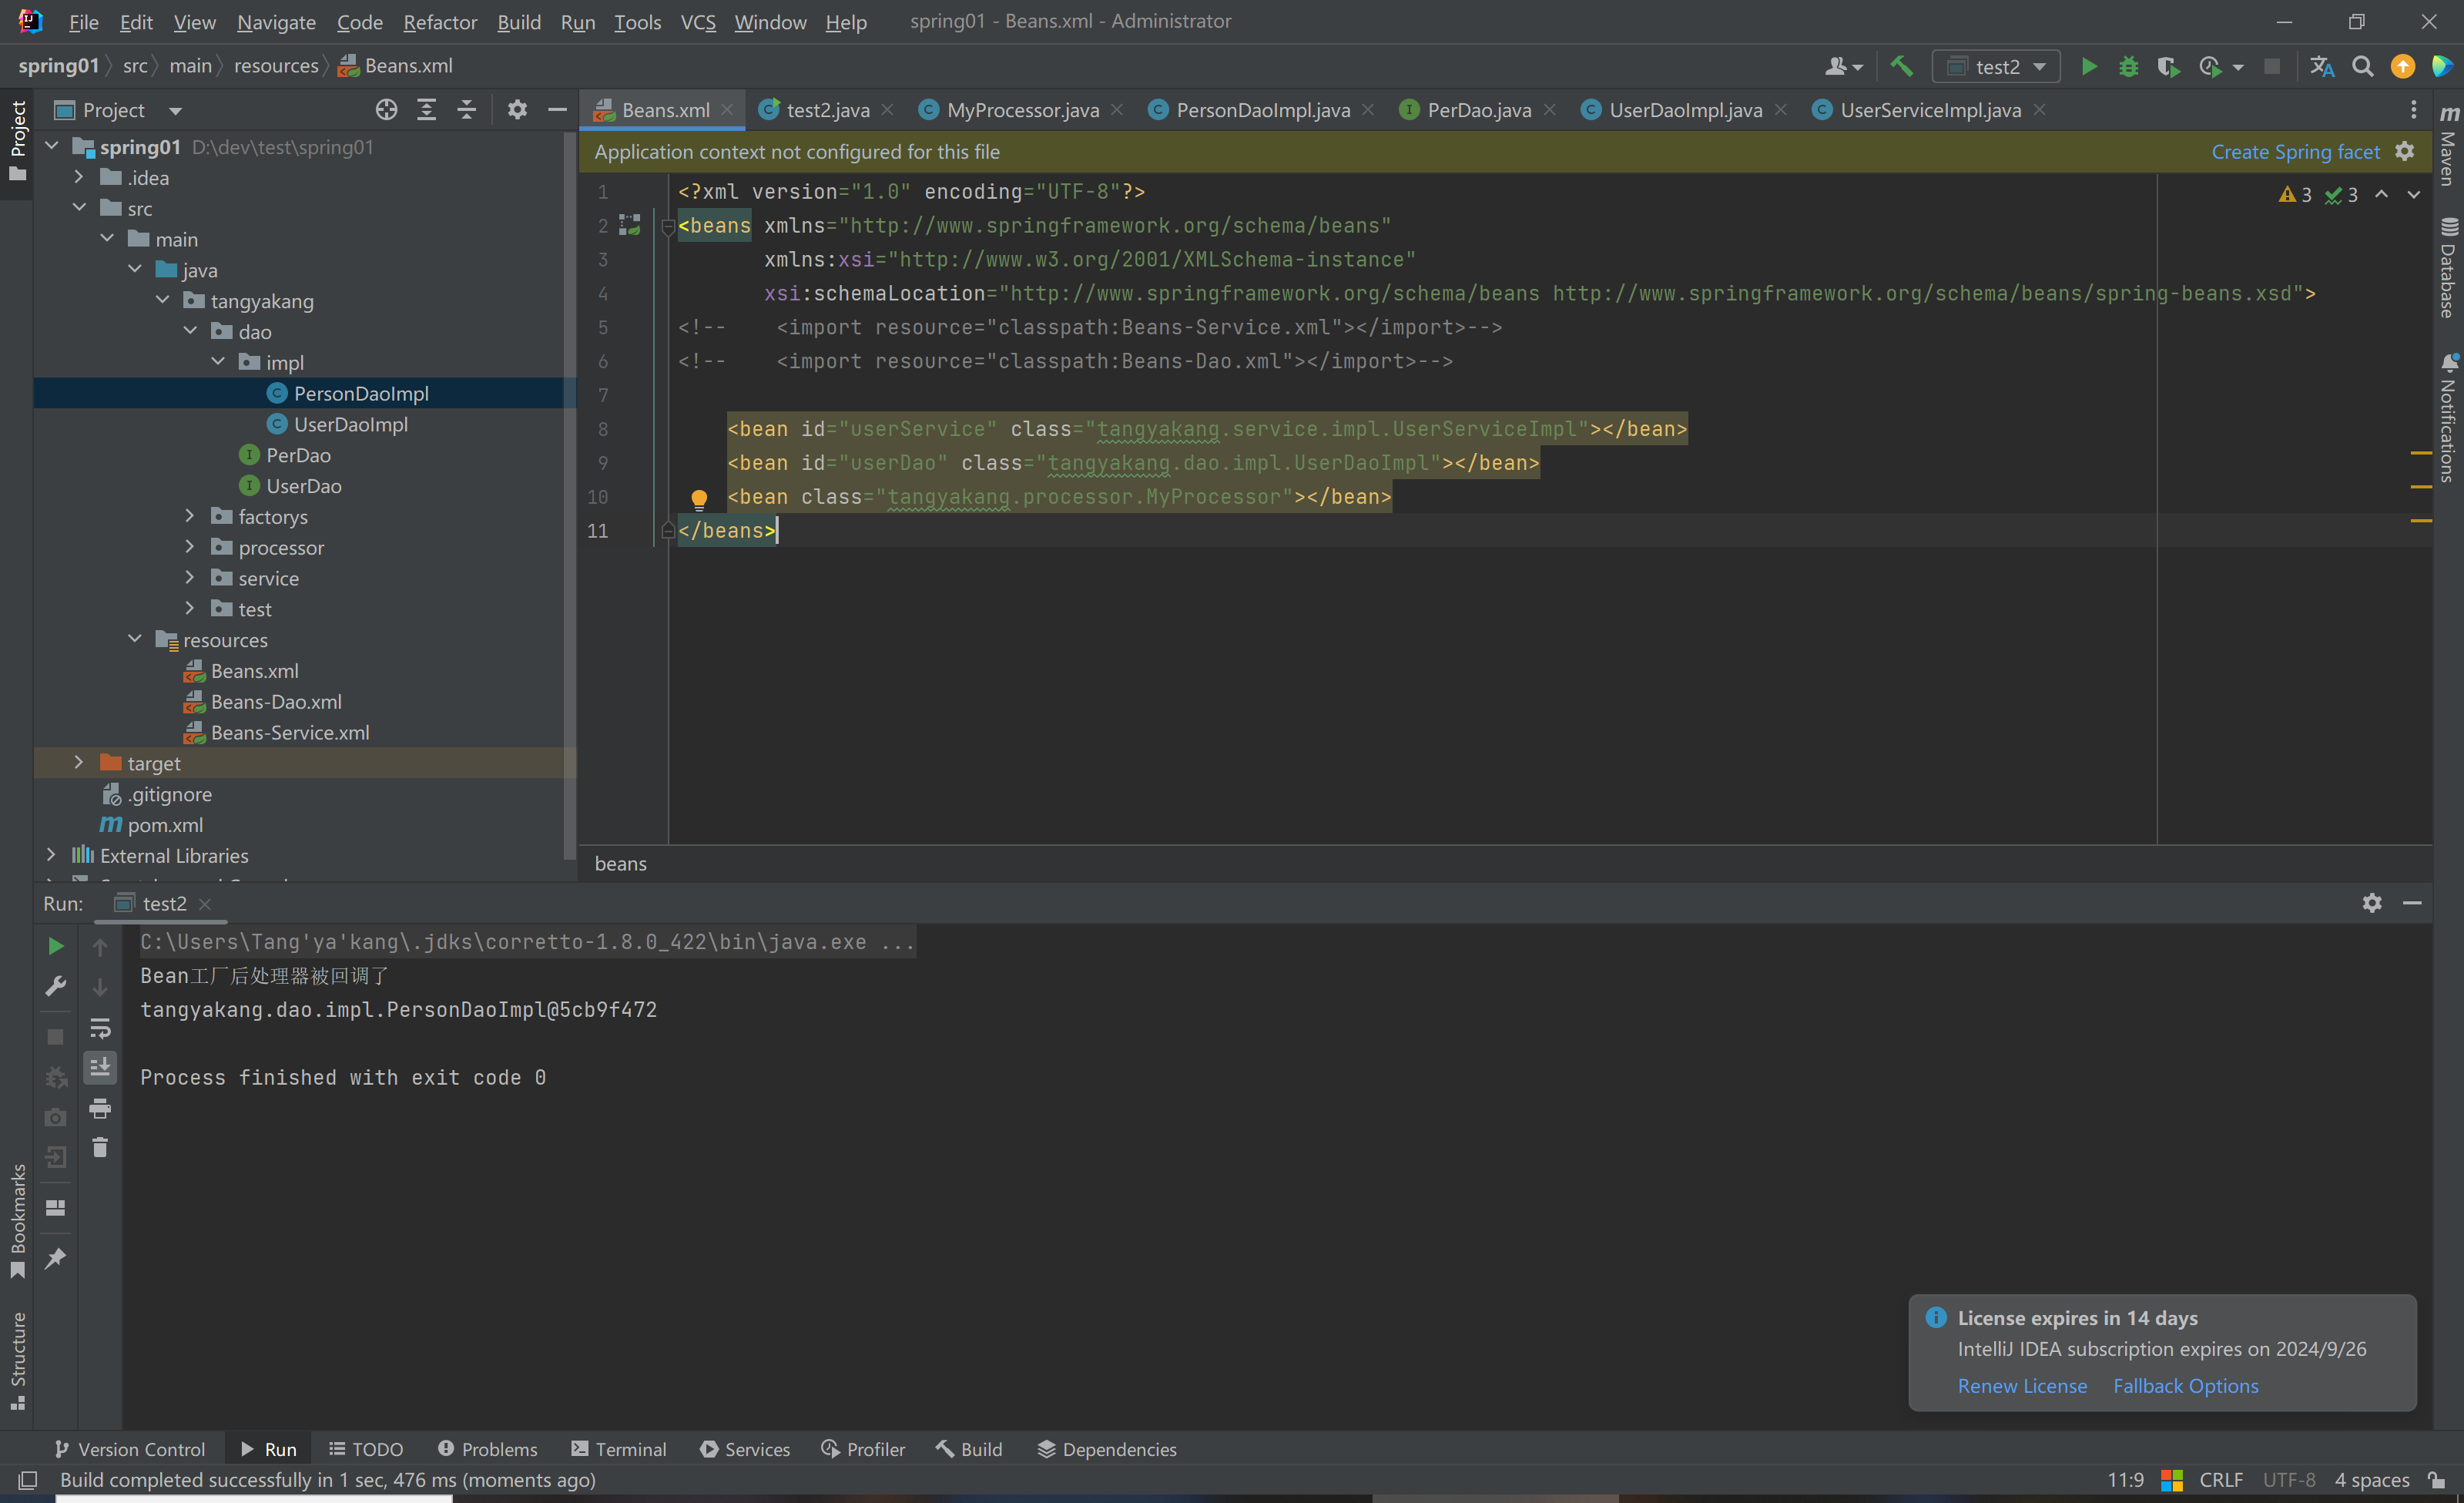 File Edit View Navigate Code Refactor Build Run Tools VCS Window Help spring01 - Beans.xml - Administrator
spring01 src main resources Beans.xml test2
Project Beans.xml test2.java MyProcessor.java PersonDaoImpl.java PerDao.java UserDaoImpl.java UserServiceImpl.java
Application context not configured for this file Create Spring facet
Project
spring01 D:\dev\test\spring01
.idea
src
main
java
tangyakang
dao
impl
PersonDaoImpl
UserDaoImpl
PerDao
UserDao
factorys
processor
service
test
resources
Beans.xml
Beans-Dao.xml
Beans-Service.xml
target
.gitignore
pom.xml
External Libraries
1 <?xml version="1.0" encoding="UTF-8"?>
2 <beans xmlns="http://www.springframework.org/schema/beans"
3 xmlns:xsi="http://www.w3.org/2001/XMLSchema-instance"
4 xsi:schemaLocation="http://www.springframework.org/schema/beans http://www.springframework.org/schema/beans/spring-beans.xsd">
5 <!--    <import resource="classpath:Beans-Service.xml"></import>-->
6 <!--    <import resource="classpath:Beans-Dao.xml"></import>-->
7
8 <bean id="userService" class="tangyakang.service.impl.UserServiceImpl"></bean>
9 <bean id="userDao" class="tangyakang.dao.impl.UserDaoImpl"></bean>
10 <bean class="tangyakang.processor.MyProcessor"></bean>
11 </beans>
3 3
beans
Maven
Database
Notifications
Run: test2
C:\Users\Tang'ya'kang\.jdks\corretto-1.8.0_422\bin\java.exe ...
Bean工厂后处理器被回调了
tangyakang.dao.impl.PersonDaoImpl@5cb9f472
Process finished with exit code 0
Bookmarks
Structure
License expires in 14 days
IntelliJ IDEA subscription expires on 2024/9/26
Renew License Fallback Options
Version Control Run TODO Problems Terminal Services Profiler Build Dependencies
Build completed successfully in 1 sec, 476 ms (moments ago) 11:9 CRLF UTF-8 4 spaces